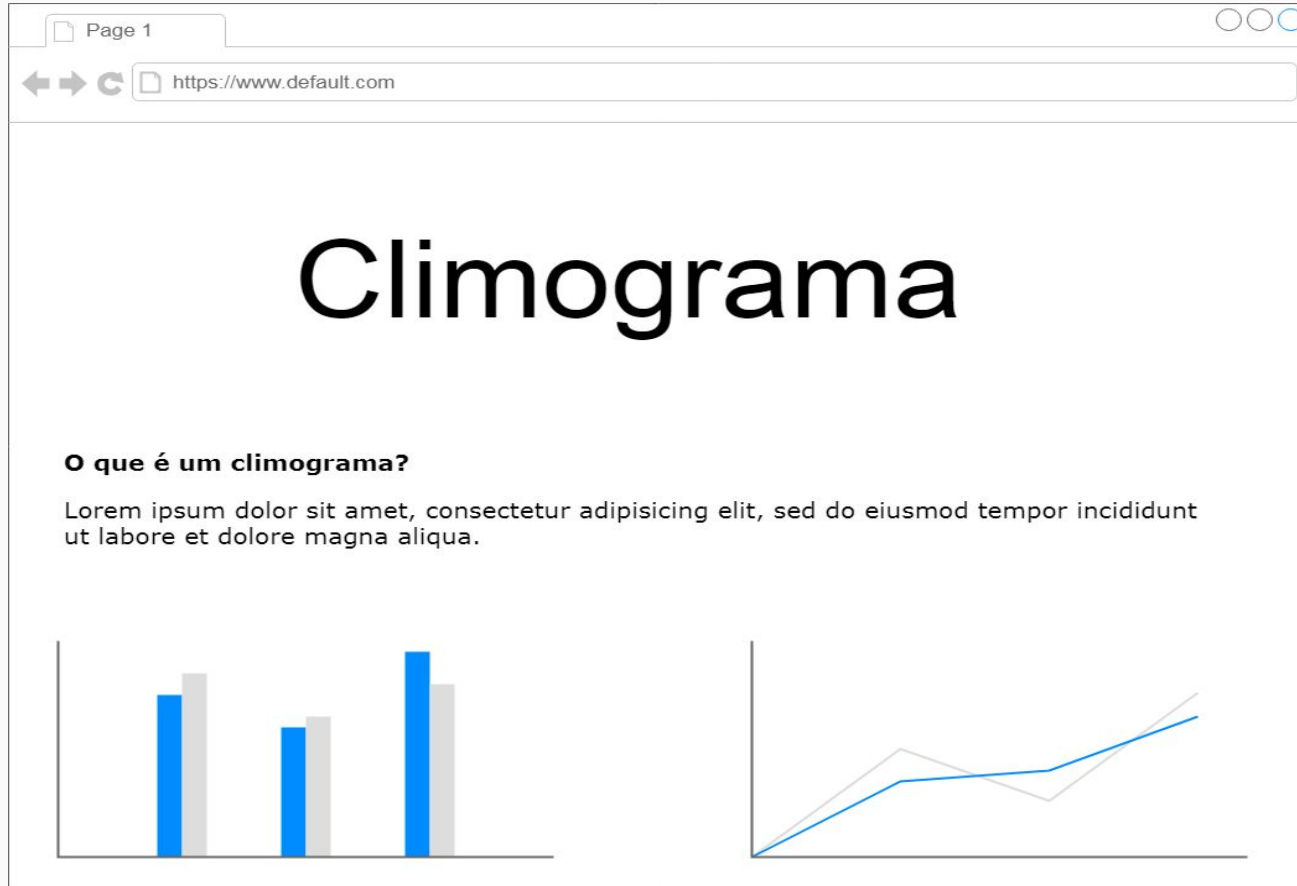 Page 1
https://www.default.com
Climograma
O que é um climograma?
Lorem ipsum dolor sit amet, consectetur adipisicing elit, sed do eiusmod tempor incididunt
ut labore et dolore magna aliqua.